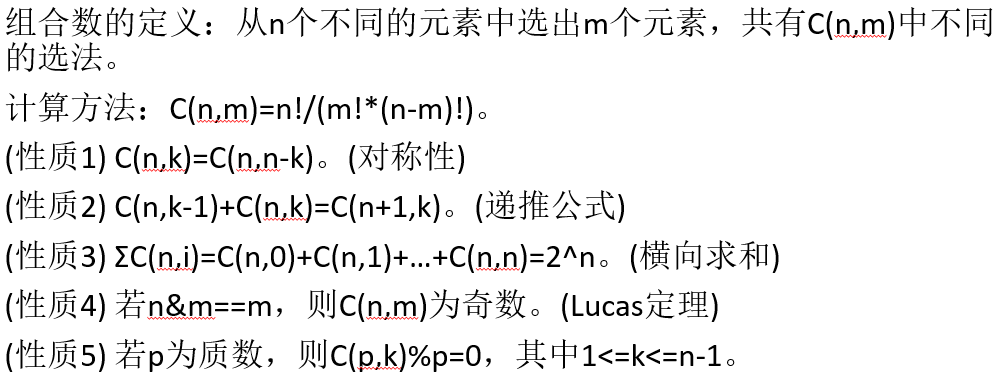 组合数的定义：从n个不同的元素中选出m个元素，共有C(n,m)中不同
的选法。
计算方法：C(n,m)=n!/(m!*(n-m)!)。
(性质1) C(n,k)=C(n,n-k)。(对称性)
(性质2) C(n,k-1)+C(n,k)=C(n+1,k)。(递推公式)
(性质3) ΣC(n,i)=C(n,0)+C(n,1)+...+C(n,n)=2^n。(横向求和)
(性质4) 若n&m==m，则C(n,m)为奇数。(Lucas定理)
(性质5) 若p为质数，则C(p,k)%p=0，其中1<=k<=n-1。